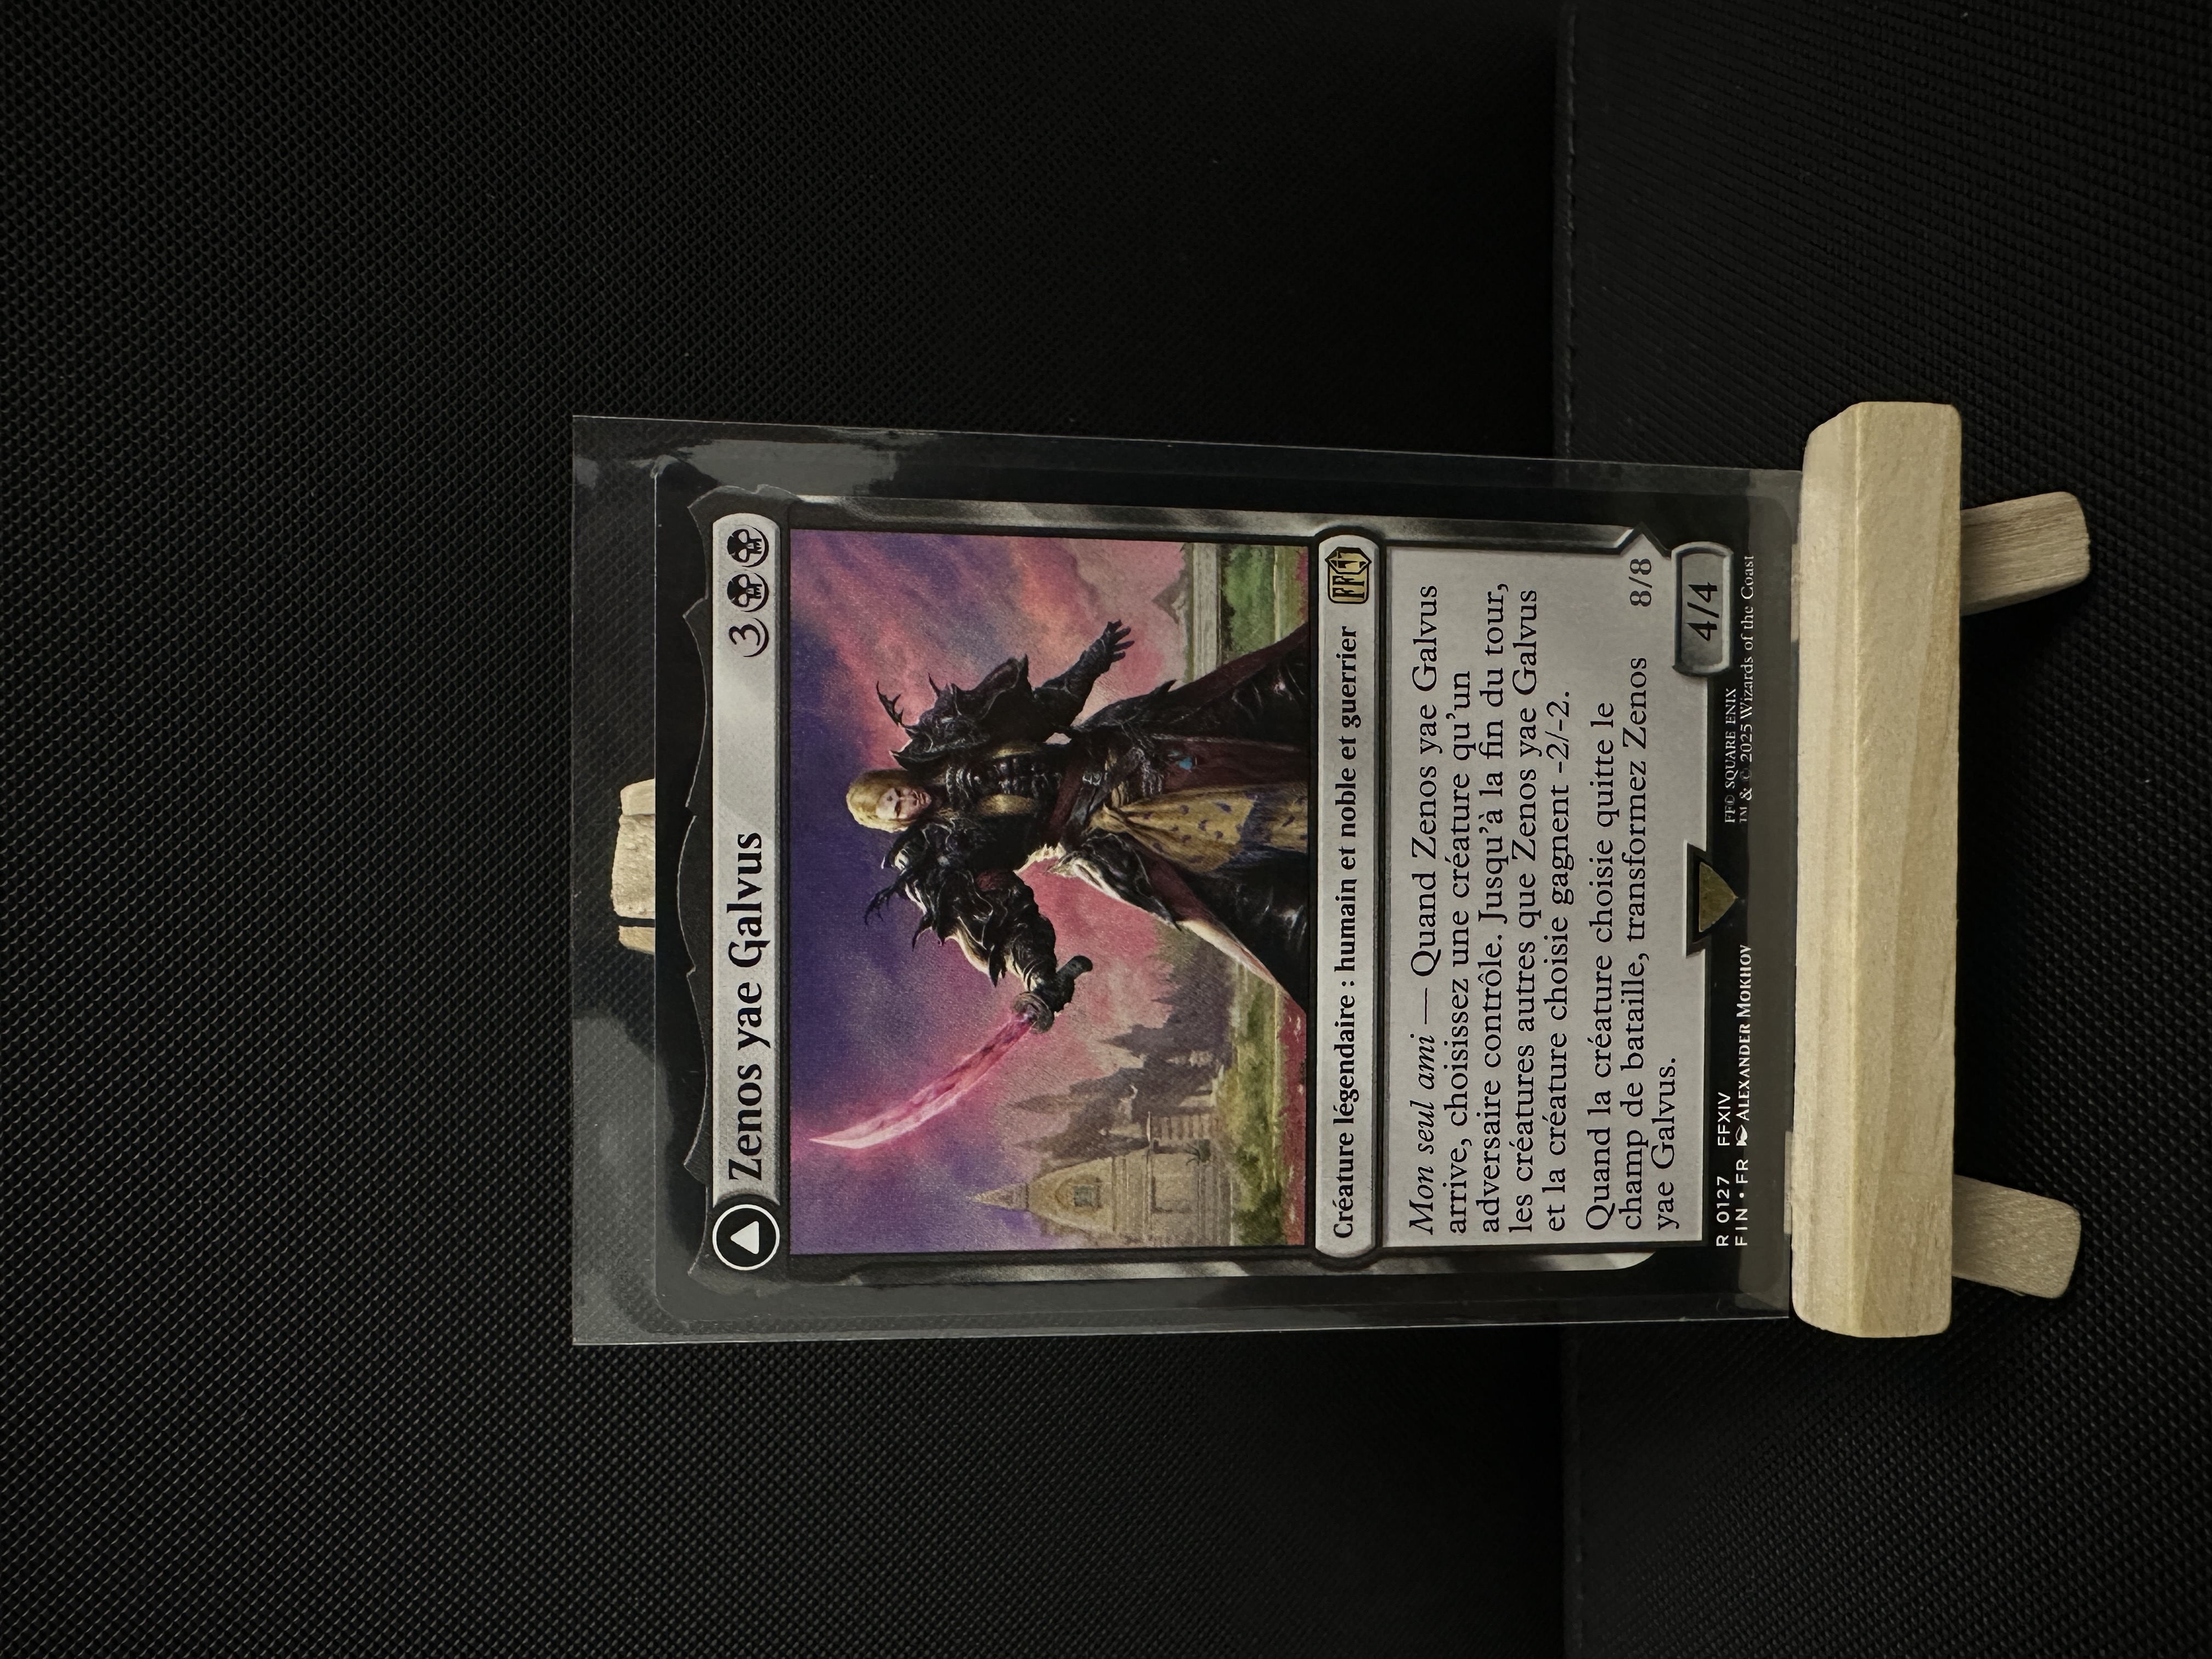 Zenos yae Galvus 3
Créature légendaire : humain et noble et guerrier FF
Mon seul ami — Quand Zenos yae Galvus
arrive, choisissez une créature qu'un
adversaire contrôle. Jusqu'à la fin du tour,
les créatures autres que Zenos yae Galvus
et la créature choisie gagnent -2/-2.
Quand la créature choisie quitte le
champ de bataille, transformez Zenos
yae Galvus.
8/8
4/4
R 0127 FFXIV
FIN • FR ALEXANDER MOKHOV
FF© SQUARE ENIX
™ & © 2025 Wizards of the Coast